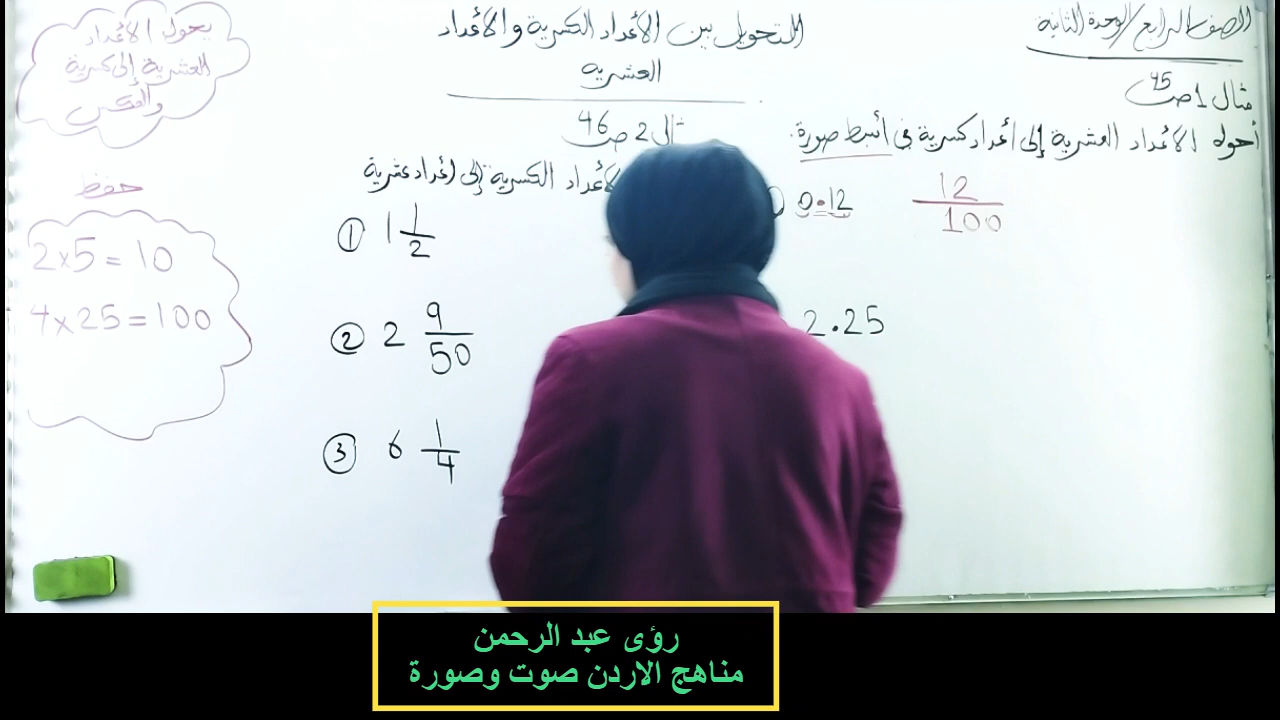 الصف الرابع/الوحدة الثانية
التحويل بين الأعداد الكسرية والأعداد
العشرية
يحول الأعداد
العشرية إلى كسرية
والعكس
مثال 1 ص 45
أحول الأعداد العشرية إلى أعداد كسرية في أبسط صورة.
0.12 12/100
2.25
مثال 2 ص 46
الأعداد الكسرية إلى أعداد عشرية
① 1 1/2
② 2 9/50
③ 6 1/4
حفظ
2×5=10
4×25=100
رؤى عبد الرحمن
مناهج الاردن صوت وصورة